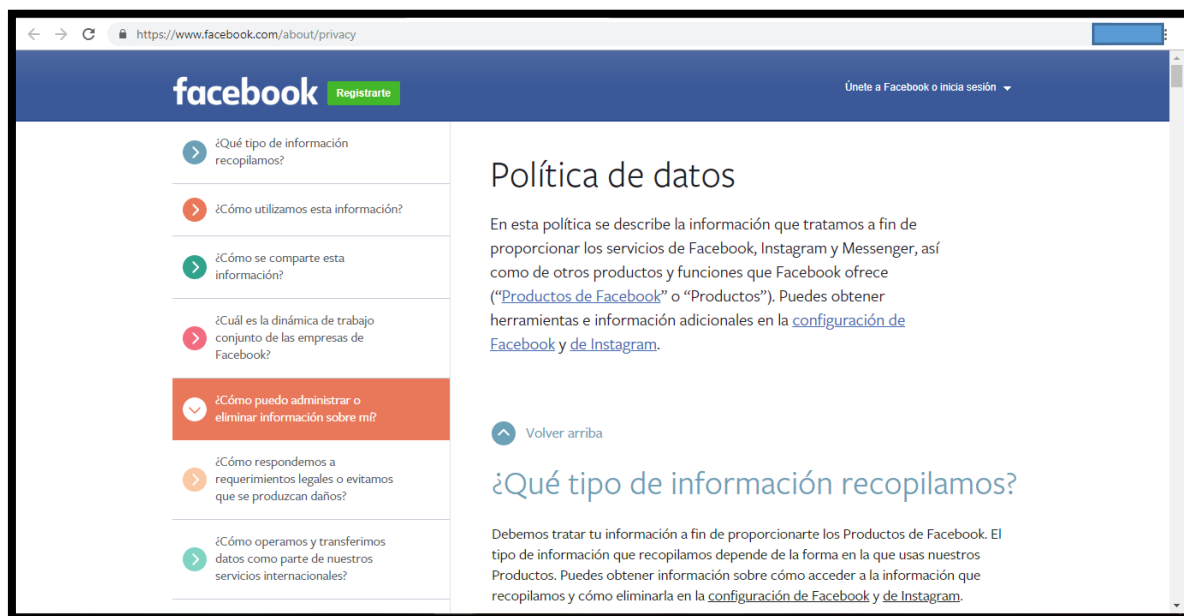 https://www.facebook.com/about/privacy
facebook
Registrarte
Únete a Facebook o inicia sesión
¿Qué tipo de información
recopilamos?
¿Cómo utilizamos esta información?
¿Cómo se comparte esta
información?
¿Cuál es la dinámica de trabajo
conjunto de las empresas de
Facebook?
¿Cómo puedo administrar o
eliminar información sobre mí?
¿Cómo respondemos a
requerimientos legales o evitamos
que se produzcan daños?
¿Cómo operamos y transferimos
datos como parte de nuestros
servicios internacionales?
Política de datos
En esta política se describe la información que tratamos a fin de
proporcionar los servicios de Facebook, Instagram y Messenger, así
como de otros productos y funciones que Facebook ofrece
(“Productos de Facebook” o “Productos”). Puedes obtener
herramientas e información adicionales en la configuración de
Facebook y de Instagram.
Volver arriba
¿Qué tipo de información recopilamos?
Debemos tratar tu información a fin de proporcionarte los Productos de Facebook. El
tipo de información que recopilamos depende de la forma en la que usas nuestros
Productos. Puedes obtener información sobre cómo acceder a la información que
recopilamos y cómo eliminarla en la configuración de Facebook y de Instagram.